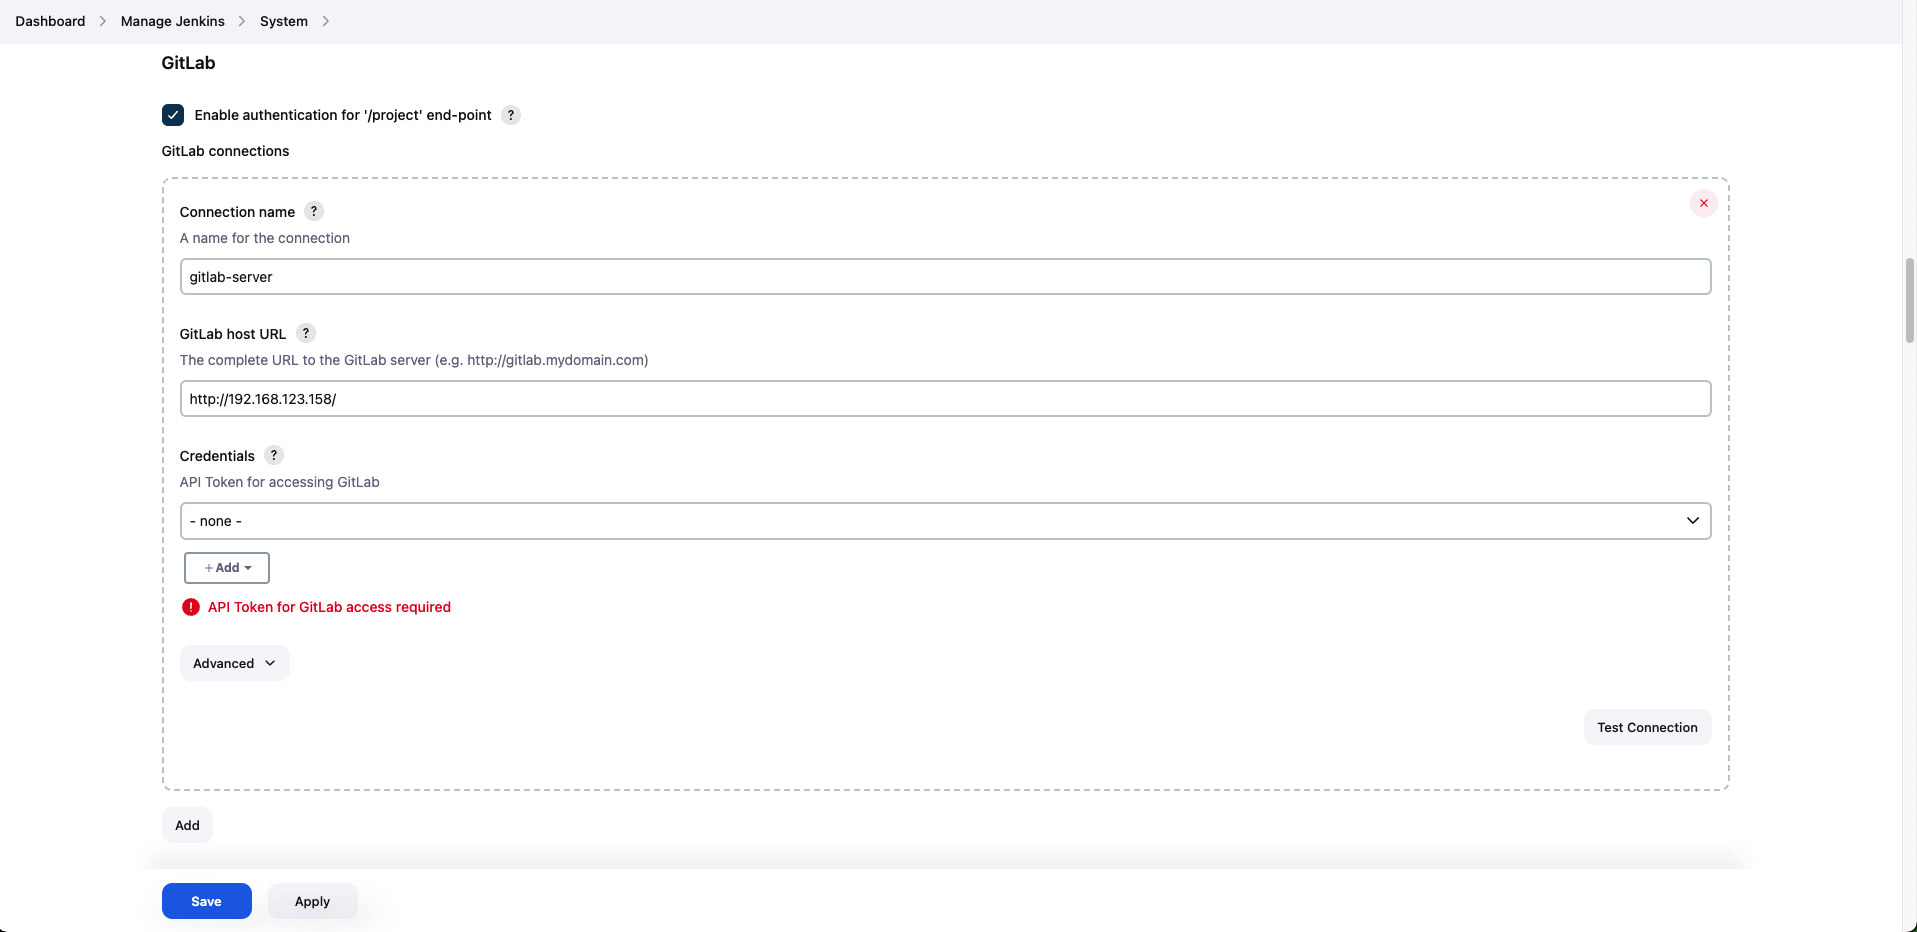 Dashboard > Manage Jenkins > System >
GitLab
Enable authentication for '/project' end-point ?
GitLab connections
Connection name ?
A name for the connection
gitlab-server
GitLab host URL ?
The complete URL to the GitLab server (e.g. http://gitlab.mydomain.com)
http://192.168.123.158/
Credentials ?
API Token for accessing GitLab
- none -
+ Add
! API Token for GitLab access required
Advanced
Test Connection
Add
Save Apply